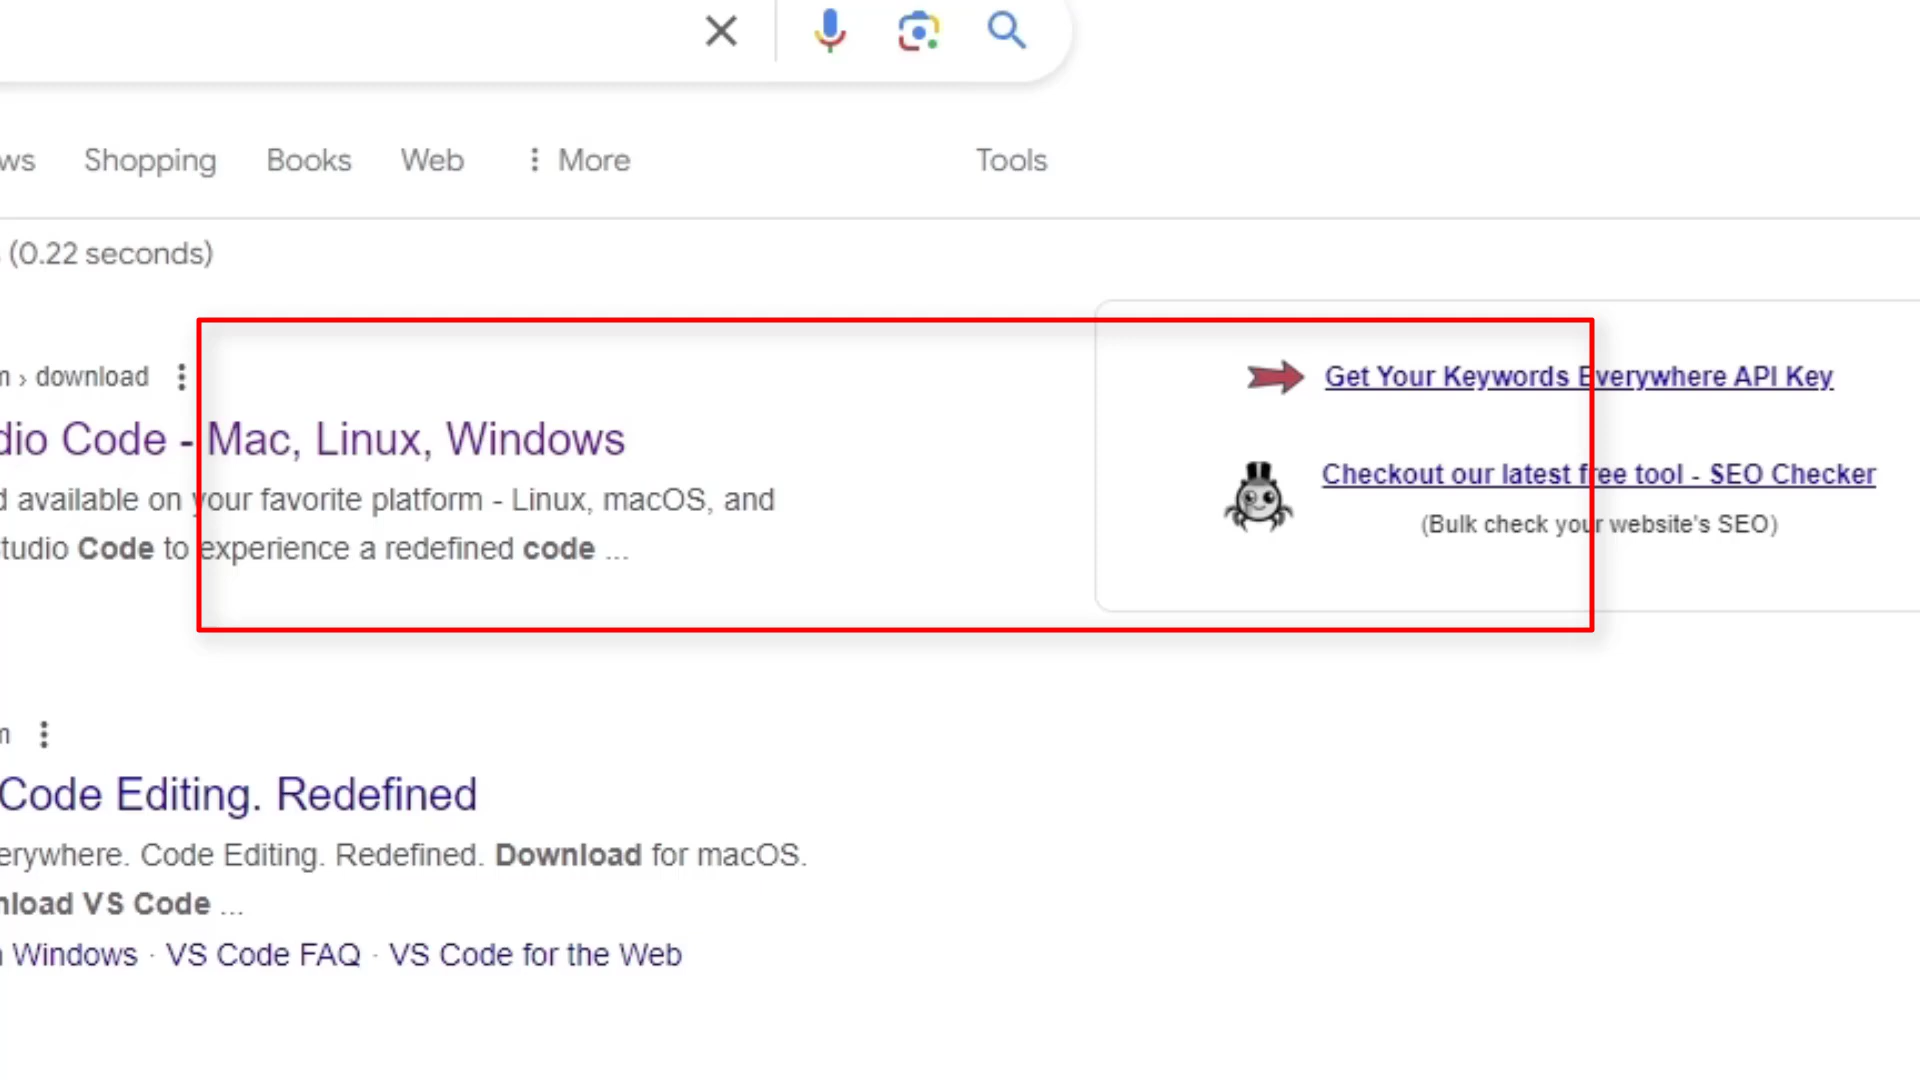 ws Shopping Books Web More Tools
(0.22 seconds)
m › download
dio Code - Mac, Linux, Windows
d available on your favorite platform - Linux, macOS, and
tudio Code to experience a redefined code ...
Get Your Keywords Everywhere API Key
Checkout our latest free tool - SEO Checker
(Bulk check your website's SEO)
m
Code Editing. Redefined
erywhere. Code Editing. Redefined. Download for macOS.
nload VS Code ...
n Windows · VS Code FAQ · VS Code for the Web